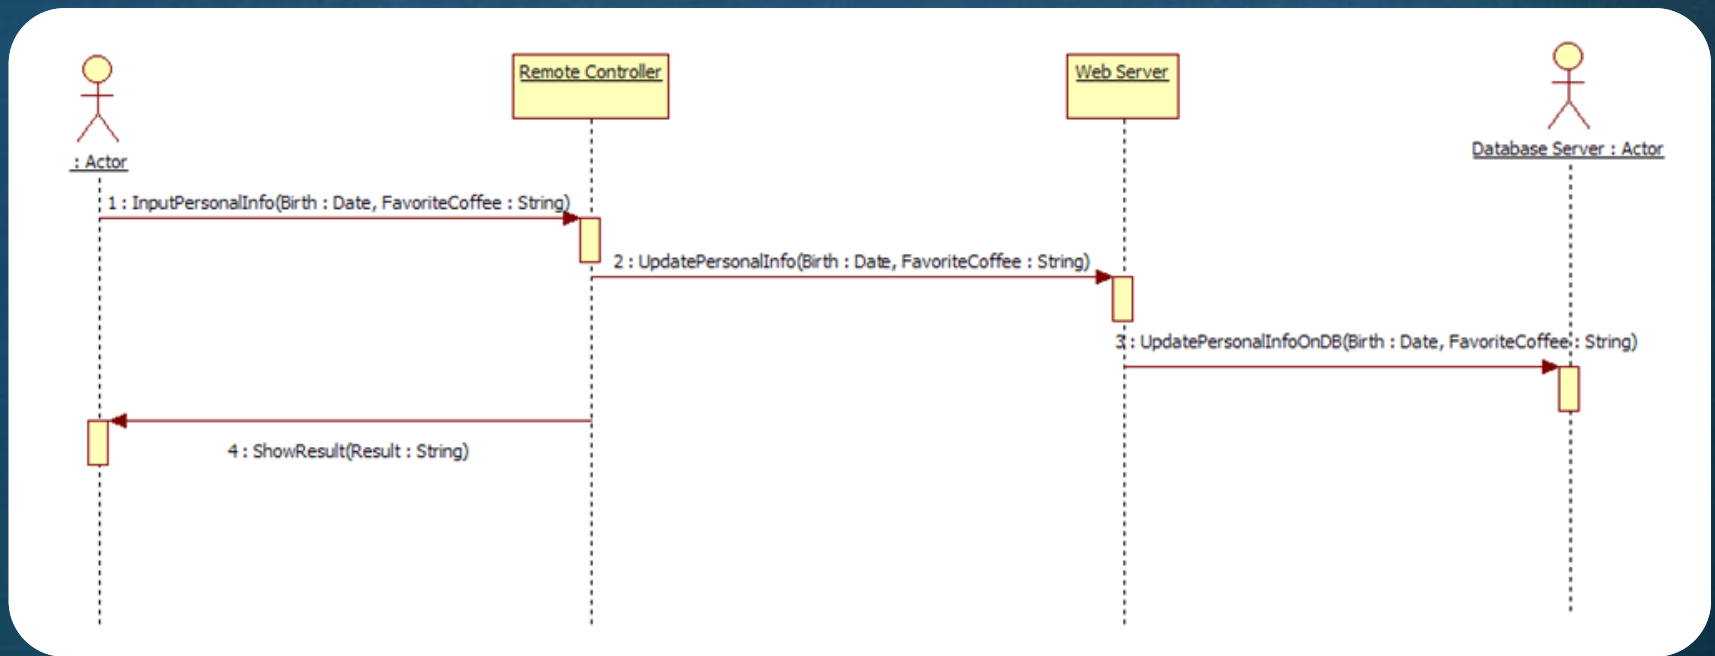 Remote Controller
Web Server
: Actor
Database Server : Actor
1 : InputPersonalInfo(Birth : Date, FavoriteCoffee : String)
2 : UpdatePersonalInfo(Birth : Date, FavoriteCoffee : String)
3 : UpdatePersonalInfoOnDB(Birth : Date, FavoriteCoffee : String)
4 : ShowResult(Result : String)